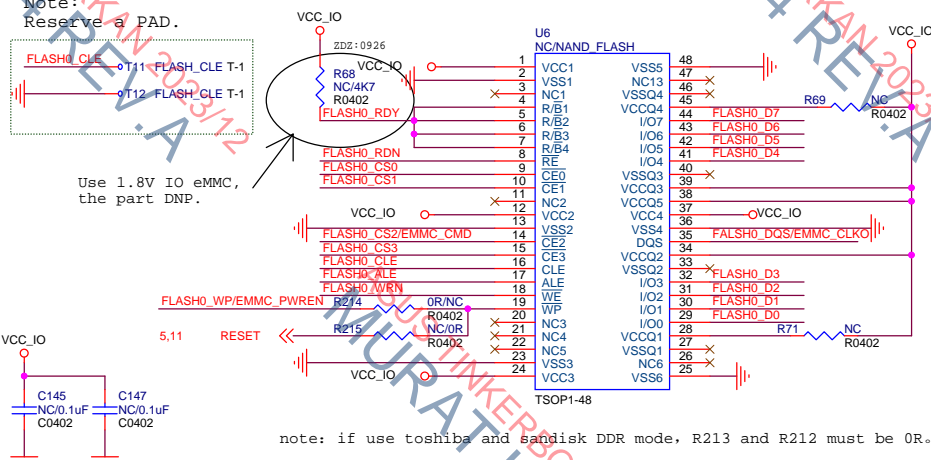 Note:
Reserve a PAD.
FLASH0_CLE
T11 FLASH_CLE T-1
T12 FLASH_CLE T-1
VCC_IO
ZDZ:0926
VCC_IO
R68
NC/4K7
R0402
FLASH0_RDY
Use 1.8V IO eMMC,
the part DNP.
FLASH0_RDN
FLASH0_CS0
FLASH0_CS1
VCC_IO
FLASH0_CS2/EMMC_CMD
FLASH0_CS3
FLASH0_CLE
FLASH0_ALE
FLASH0_WRN
FLASH0_WP/EMMC_PWREN
R214
0R/NC
R0402
5,11
RESET
R215
NC/0R
R0402
VCC_IO
U6
NC/NAND_FLASH
1 VCC1
2 VSS1
3 NC1
4 R/B1
5 R/B2
6 R/B3
7 R/B4
8 RE
9 CE0
10 CE1
11 NC2
12 VCC2
13 VSS2
14 CE2
15 CE3
16 CLE
17 ALE
18 WE
19 WP
20 NC3
21 NC4
22 NC5
23 VSS3
24 VCC3
VSS5 48
NC13 47
VSSQ4 46
VCCQ4 45
I/O7 44
I/O6 43
I/O5 42
I/O4 41
VSSQ3 40
VCCQ3 39
VCCQ5 38
VCC4 37
VSS4 36
DQS 35
VCCQ2 34
VSSQ2 33
I/O3 32
I/O2 31
I/O1 30
I/O0 29
VCCQ1 28
VSSQ1 27
NC6 26
VSS6 25
TSOP1-48
VCC_IO
R69
NC
R0402
FLASH0_D7
FLASH0_D6
FLASH0_D5
FLASH0_D4
VCC_IO
FALSH0_DQS/EMMC_CLKO
FLASH0_D3
FLASH0_D2
FLASH0_D1
FLASH0_D0
R71
NC
R0402
VCC_IO
C145
NC/0.1uF
C0402
C147
NC/0.1uF
C0402
note: if use toshiba and sandisk DDR mode, R213 and R212 must be 0R。
REV.A
2023/12
ASUS TINKERBO
MURAT